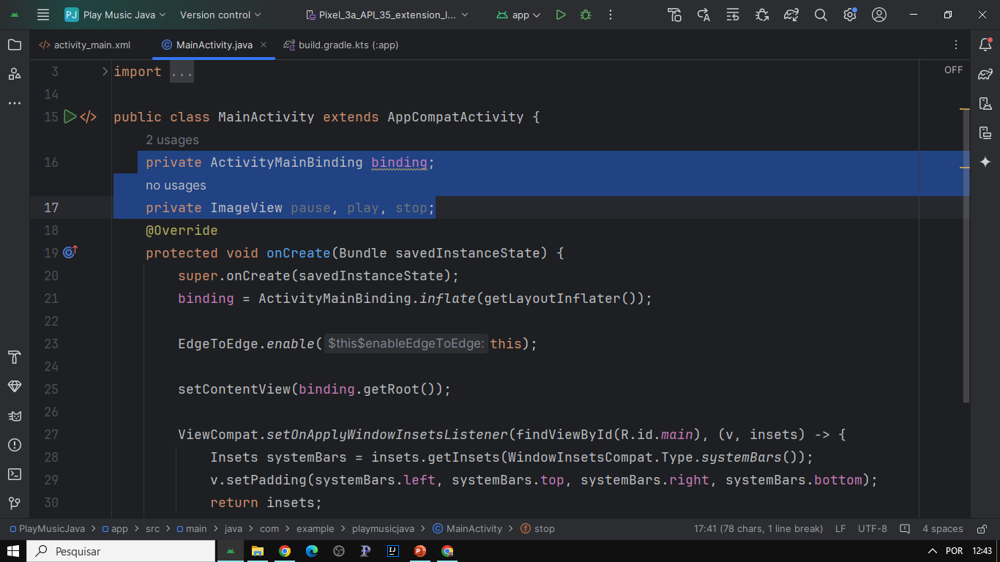 PJ Play Music Java Version control Pixel_3a_API_35_extension_l... app
activity_main.xml MainActivity.java build.gradle.kts (:app)
OFF
3 import ...
14
15 public class MainActivity extends AppCompatActivity {
2 usages
16 private ActivityMainBinding binding;
no usages
17 private ImageView pause, play, stop;
18 @Override
19 protected void onCreate(Bundle savedInstanceState) {
20 super.onCreate(savedInstanceState);
21 binding = ActivityMainBinding.inflate(getLayoutInflater());
22
23 EdgeToEdge.enable( $this$enableEdgeToEdge: this);
24
25 setContentView(binding.getRoot());
26
27 ViewCompat.setOnApplyWindowInsetsListener(findViewById(R.id.main), (v, insets) -> {
28 Insets systemBars = insets.getInsets(WindowInsetsCompat.Type.systemBars());
29 v.setPadding(systemBars.left, systemBars.top, systemBars.right, systemBars.bottom);
30 return insets;
PlayMusicJava > app > src > main > java > com > example > playmusicjava > MainActivity > stop 17:41 (78 chars, 1 line break) LF UTF-8 4 spaces
Pesquisar POR 12:43